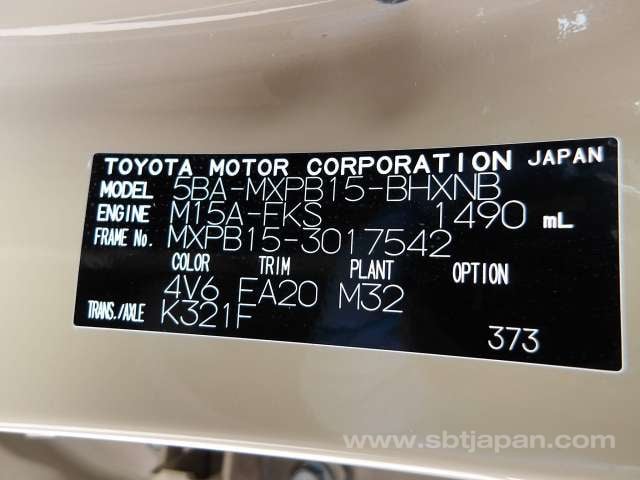 TOYOTA MOTOR CORPORATION JAPAN
MODEL 5BA-MXPB15-BHXNB
ENGINE M15A-FKS 1490 mL
FRAME No. MXPB15-3017542
COLOR TRIM PLANT OPTION
4V6 EA20 M32
TRANS./AXLE K321F
373
www.sbtjapan.com